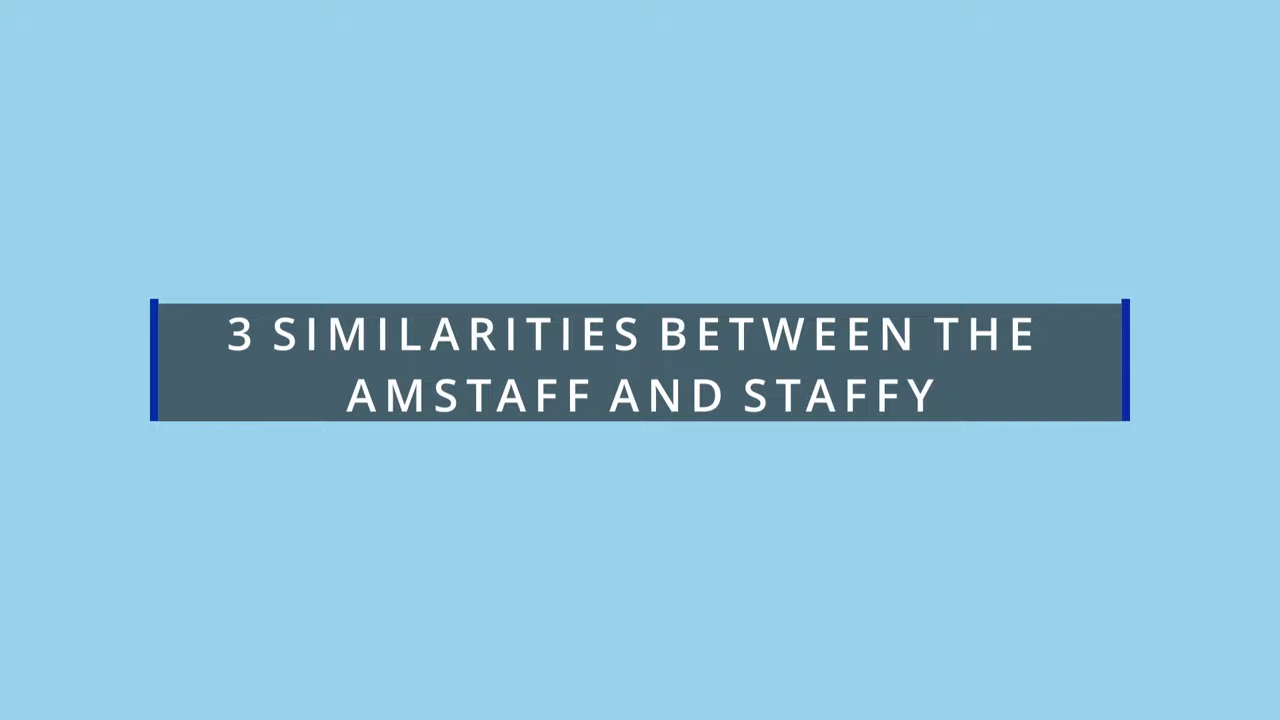 3 SIMILARITIES BETWEEN THE
AMSTAFF AND STAFFY